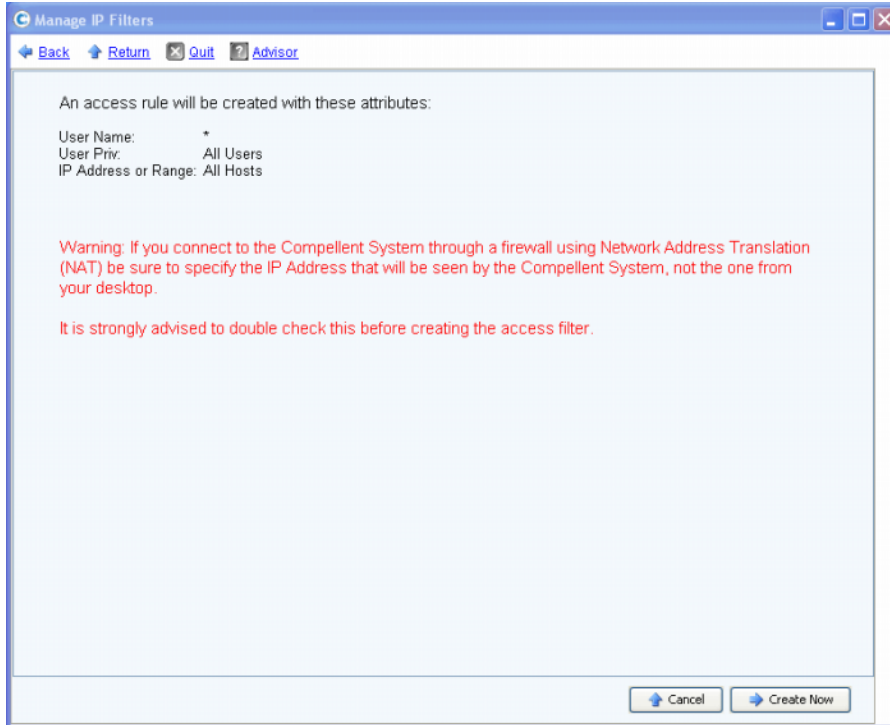 Manage IP Filters
Back Return Quit Advisor
An access rule will be created with these attributes:
User Name: *
User Priv: All Users
IP Address or Range: All Hosts
Warning: If you connect to the Compellent System through a firewall using Network Address Translation
(NAT) be sure to specify the IP Address that will be seen by the Compellent System, not the one from
your desktop.
It is strongly advised to double check this before creating the access filter.
Cancel Create Now